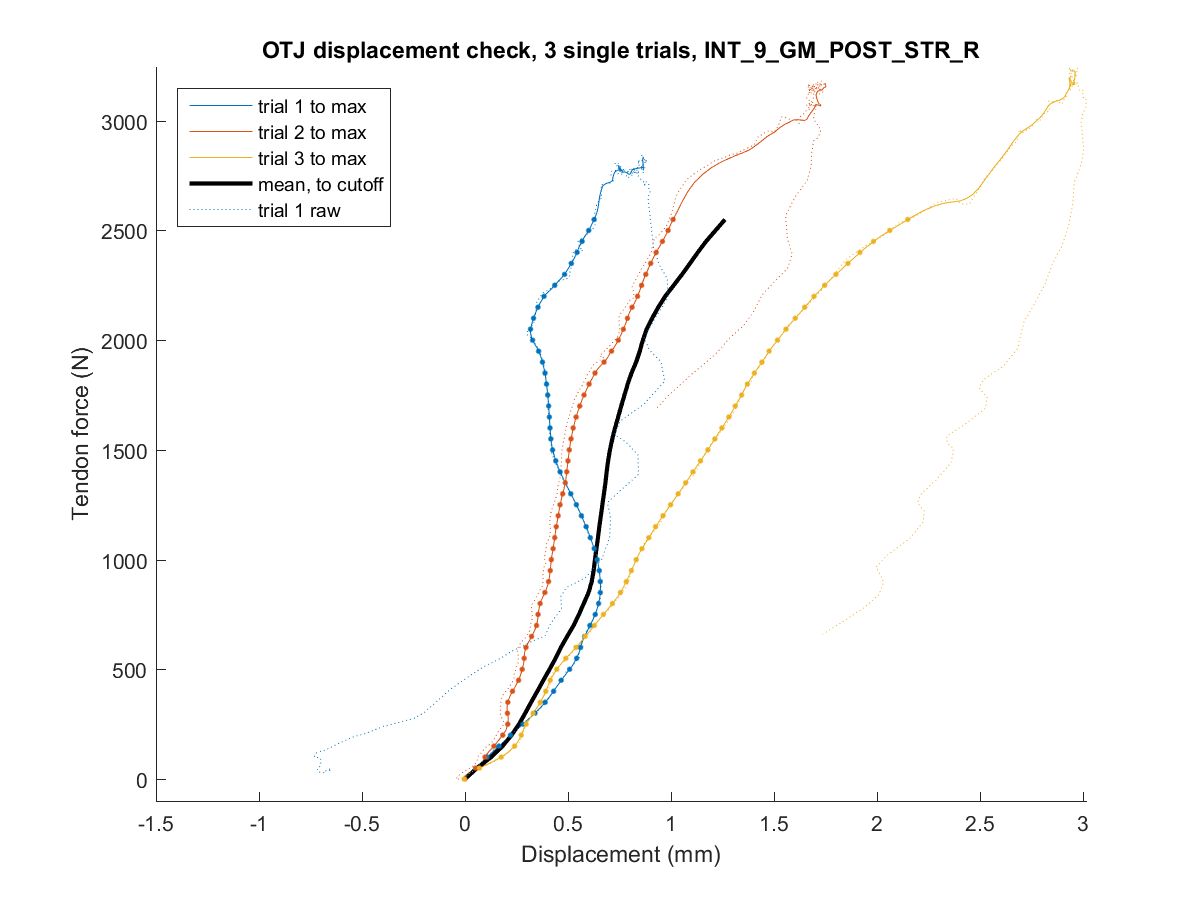 OTJ displacement check, 3 single trials, INT_9_GM_POST_STR_R
trial 1 to max
trial 2 to max
trial 3 to max
mean, to cutoff
trial 1 raw
Tendon force (N)
3000
2500
2000
1500
1000
500
0
-1.5 -1 -0.5 0 0.5 1 1.5 2 2.5 3
Displacement (mm)